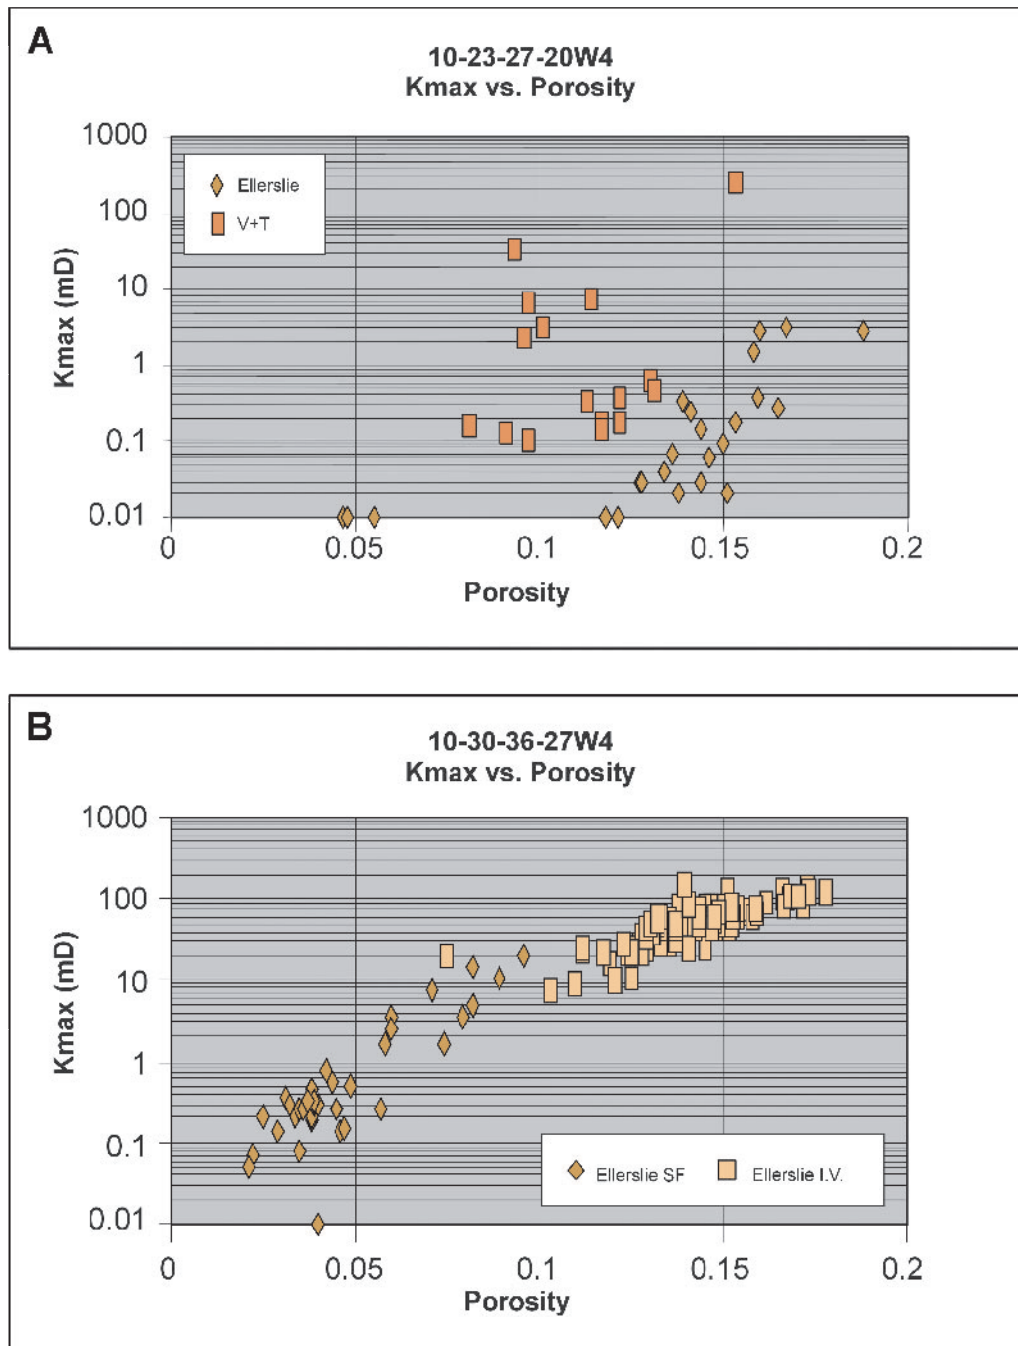 A
10-23-27-20W4
Kmax vs. Porosity
1000
100
10
1
0.1
0.01
Kmax (mD)
Ellerslie
V+T
0 0.05 0.1 0.15 0.2
Porosity
B
10-30-36-27W4
Kmax vs. Porosity
1000
100
10
1
0.1
0.01
Kmax (mD)
Ellerslie SF Ellerslie I.V.
0 0.05 0.1 0.15 0.2
Porosity